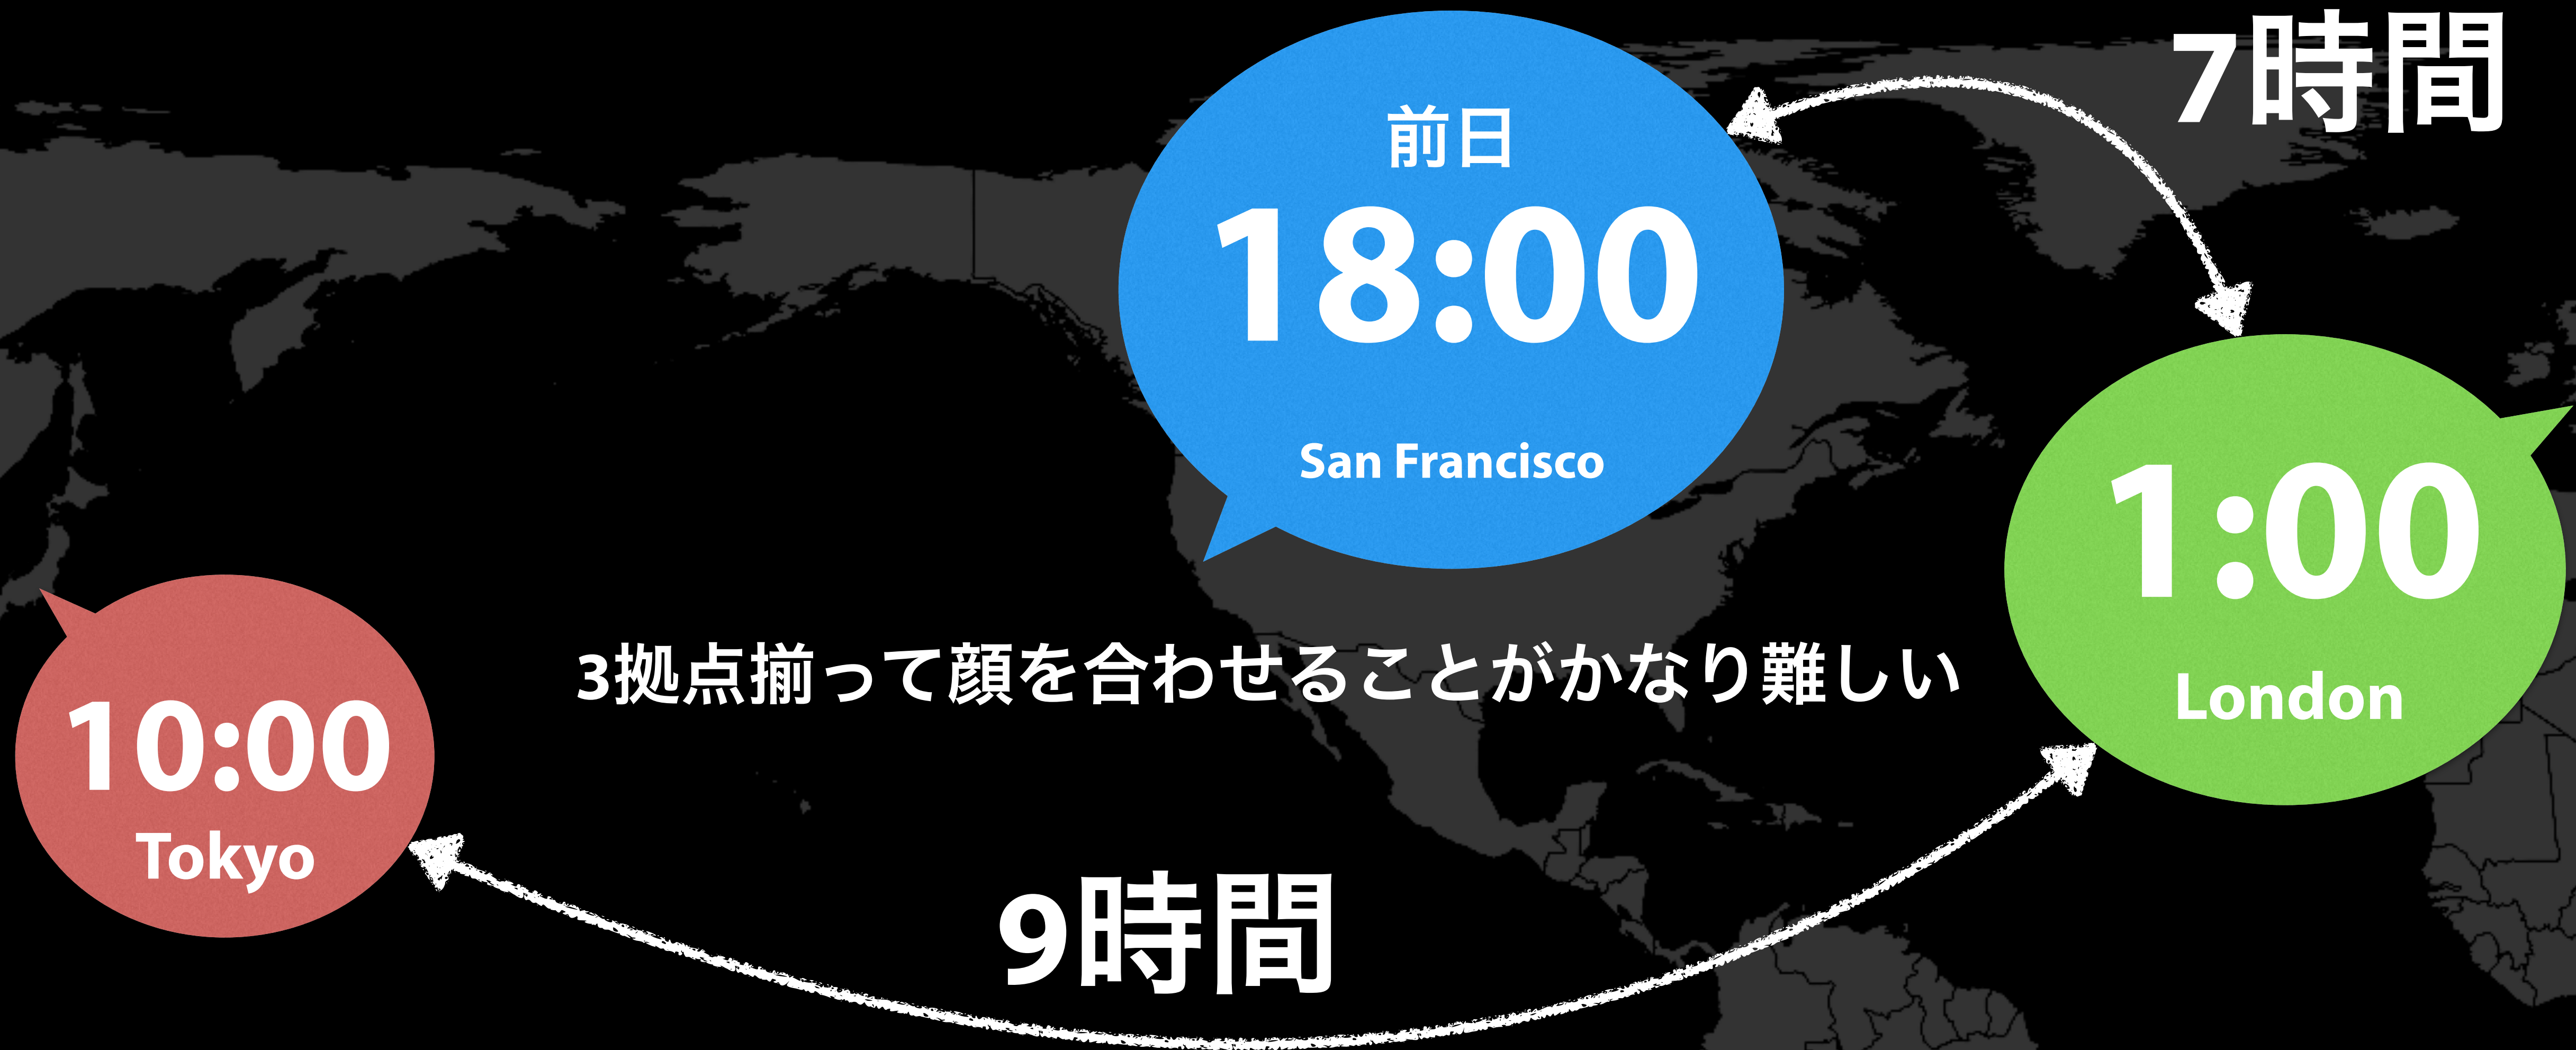 7時間
前日
18:00
San Francisco
1:00
London
3拠点揃って顔を合わせることがかなり難しい
10:00
Tokyo
9時間